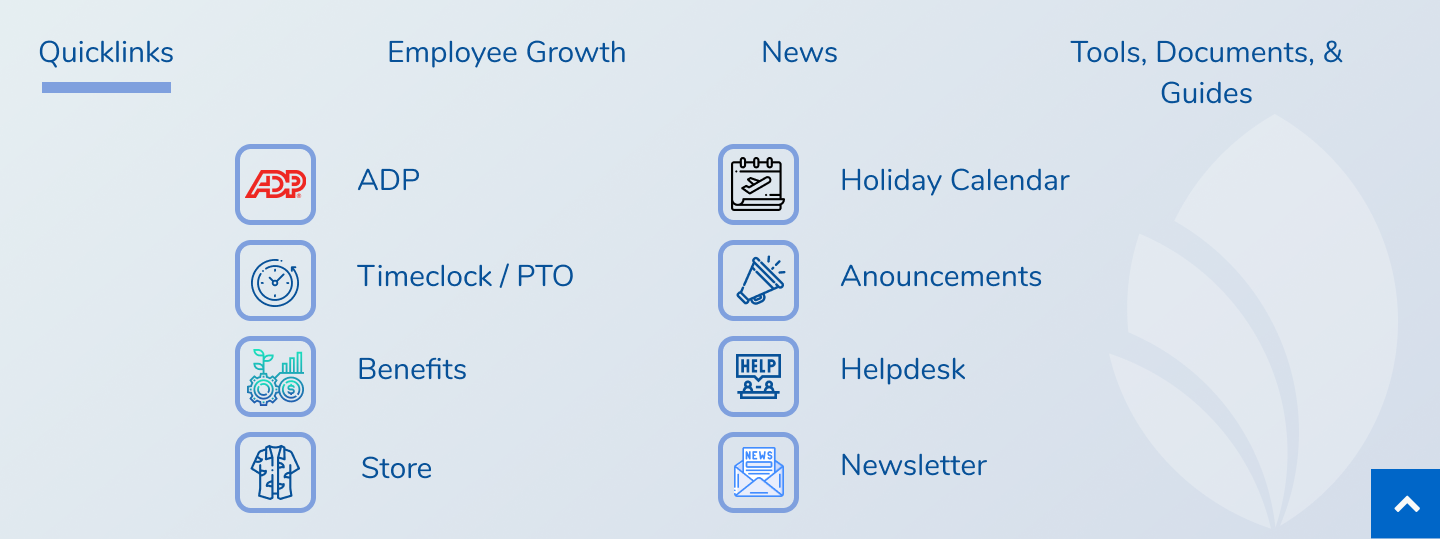 Quicklinks
Employee Growth
News
Tools, Documents, &
Guides
ADP
ADP
Holiday Calendar
Timeclock / PTO
Anouncements
Benefits
HELP
Helpdesk
Store
NEWS
Newsletter